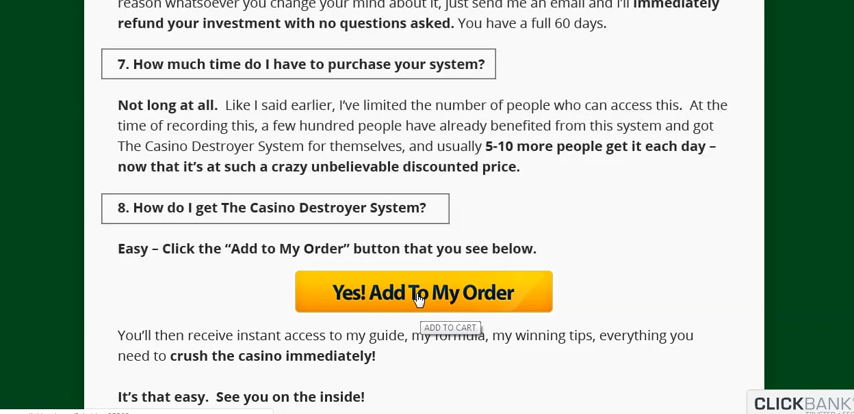 reason whatsoever you change your mind about it, just send me an email and I'll immediately
refund your investment with no questions asked. You have a full 60 days.
7. How much time do I have to purchase your system?
Not long at all. Like I said earlier, I've limited the number of people who can access this. At the
time of recording this, a few hundred people have already benefited from this system and got
The Casino Destroyer System for themselves, and usually 5-10 more people get it each day –
now that it's at such a crazy unbelievable discounted price.
8. How do I get The Casino Destroyer System?
Easy – Click the “Add to My Order” button that you see below.
Yes! Add To My Order
ADD TO CART
You'll then receive instant access to my guide, my formula, my winning tips, everything you
need to crush the casino immediately!
It's that easy. See you on the inside!
CLICKBANK